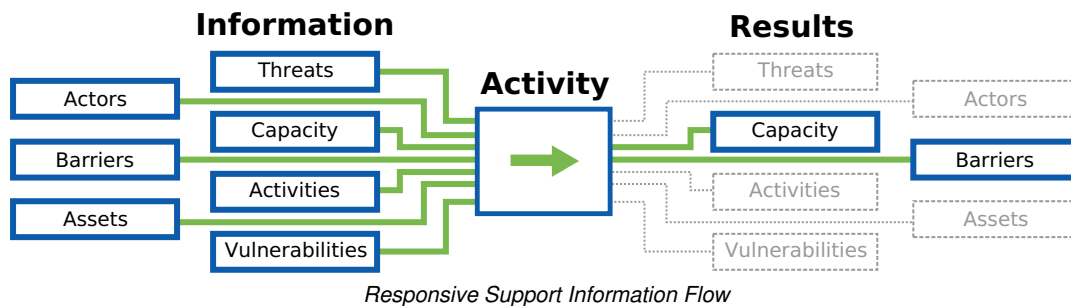 Information
Results
Activity
Threats
Actors
Capacity
Barriers
Activities
Assets
Vulnerabilities
Threats
Actors
Capacity
Barriers
Activities
Assets
Vulnerabilities
Responsive Support Information Flow